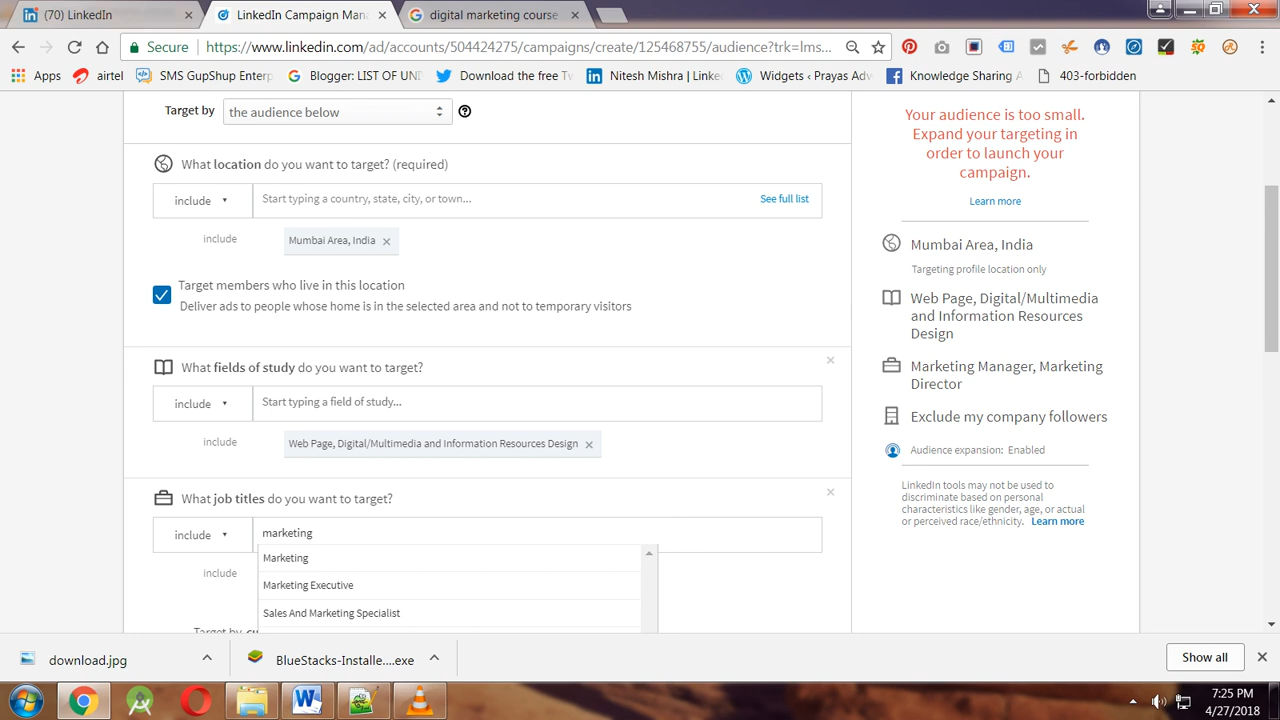 (70) LinkedIn
LinkedIn Campaign Mana
digital marketing course
Secure
https://www.linkedin.com/ad/accounts/504424275/campaigns/create/125468755/audience?trk=lms...
Apps
airtel
SMS GupShup Enterp
Blogger: LIST OF UNI
Download the free Tw
Nitesh Mishra | Linke
Widgets ‹ Prayas Adv
Knowledge Sharing A
403-forbidden
Target by
the audience below
What location do you want to target? (required)
include
Start typing a country, state, city, or town...
See full list
include
Mumbai Area, India
Target members who live in this location
Deliver ads to people whose home is in the selected area and not to temporary visitors
What fields of study do you want to target?
include
Start typing a field of study...
include
Web Page, Digital/Multimedia and Information Resources Design
What job titles do you want to target?
include
marketing
include
Marketing
Marketing Executive
Sales And Marketing Specialist
Target by
Your audience is too small.
Expand your targeting in
order to launch your
campaign.
Learn more
Mumbai Area, India
Targeting profile location only
Web Page, Digital/Multimedia
and Information Resources
Design
Marketing Manager, Marketing
Director
Exclude my company followers
Audience expansion: Enabled
LinkedIn tools may not be used to
discriminate based on personal
characteristics like gender, age, or actual
or perceived race/ethnicity. Learn more
download.jpg
BlueStacks-Installe....exe
Show all
7:25 PM
4/27/2018